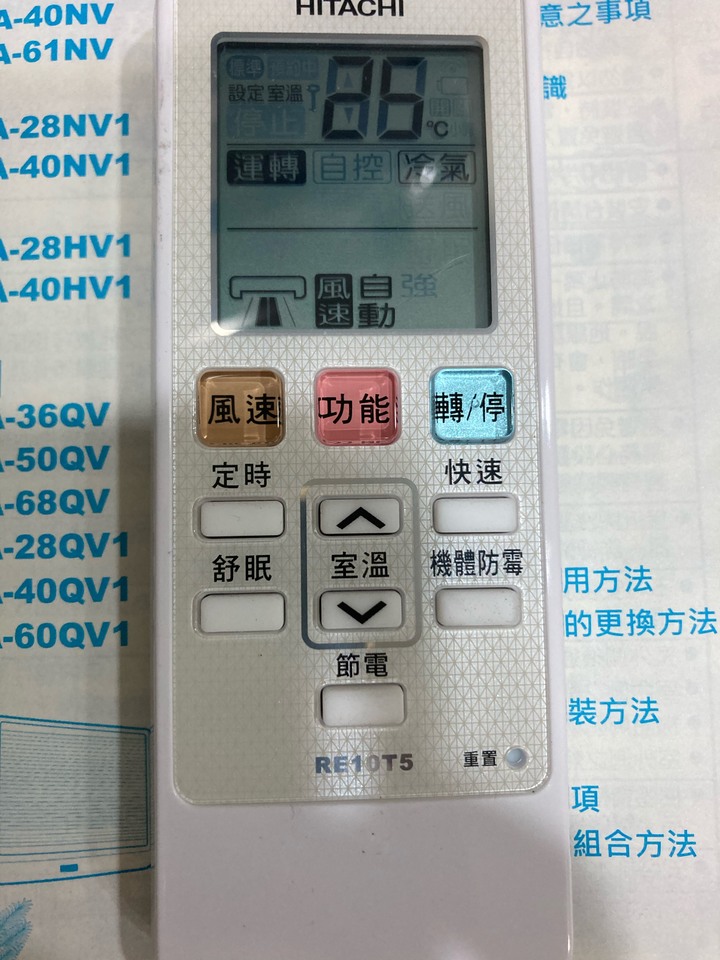 HITACHI
A-40NV
A-61NV
A-28NV1
A-40NV1
A-28HV1
A-40HV1
A-36QV
A-50QV
A-68QV
A-28QV1
A-40QV1
A-60QV1
意之事項
識
設定室溫
停止
℃
運轉 自控 冷氣
風速 自動 強
風速 功能 轉/停
定時 快速
舒眠 室溫 機體防霉
節電
RE10T5 重置
用方法
的更換方法
裝方法
項
組合方法